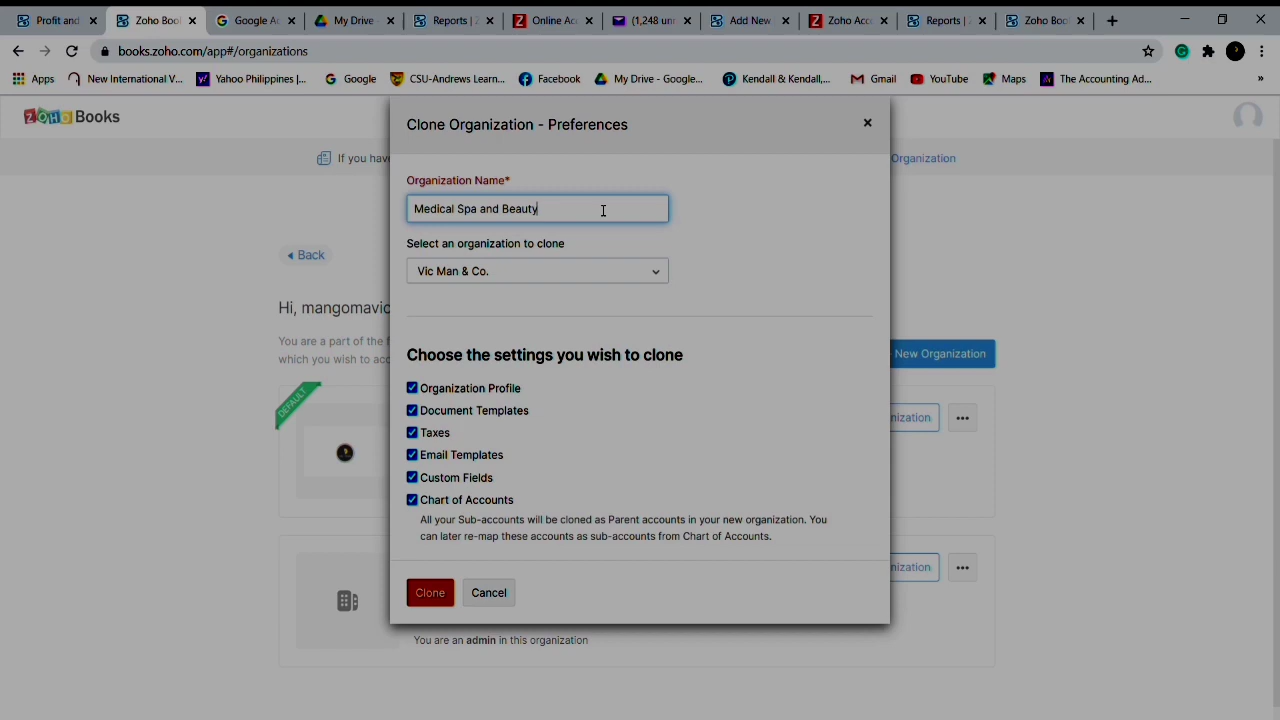 Profit and
Zoho Boo
Google A
My Drive -
Reports | Z
Online Ac
(1,248 un
Add New
Zoho Acc
Reports | Z
Zoho Boo
books.zoho.com/app#/organizations
Apps
New International V...
Yahoo Philippines |...
Google
CSU-Andrews Learn...
Facebook
My Drive - Google...
Kendall & Kendall,...
Gmail
YouTube
Maps
The Accounting Ad...
»
ZOHO Books
Clone Organization - Preferences
If you have
Organization
Organization Name*
Medical Spa and Beauty
Select an organization to clone
Back
Vic Man & Co.
Hi, mangomavic
You are a part of the
which you wish to acc
New Organization
Choose the settings you wish to clone
DEFAULT
Organization Profile
Document Templates
nization
Taxes
Email Templates
Custom Fields
Chart of Accounts
All your Sub-accounts will be cloned as Parent accounts in your new organization. You
can later re-map these accounts as sub-accounts from Chart of Accounts.
nization
Clone
Cancel
You are an admin in this organization